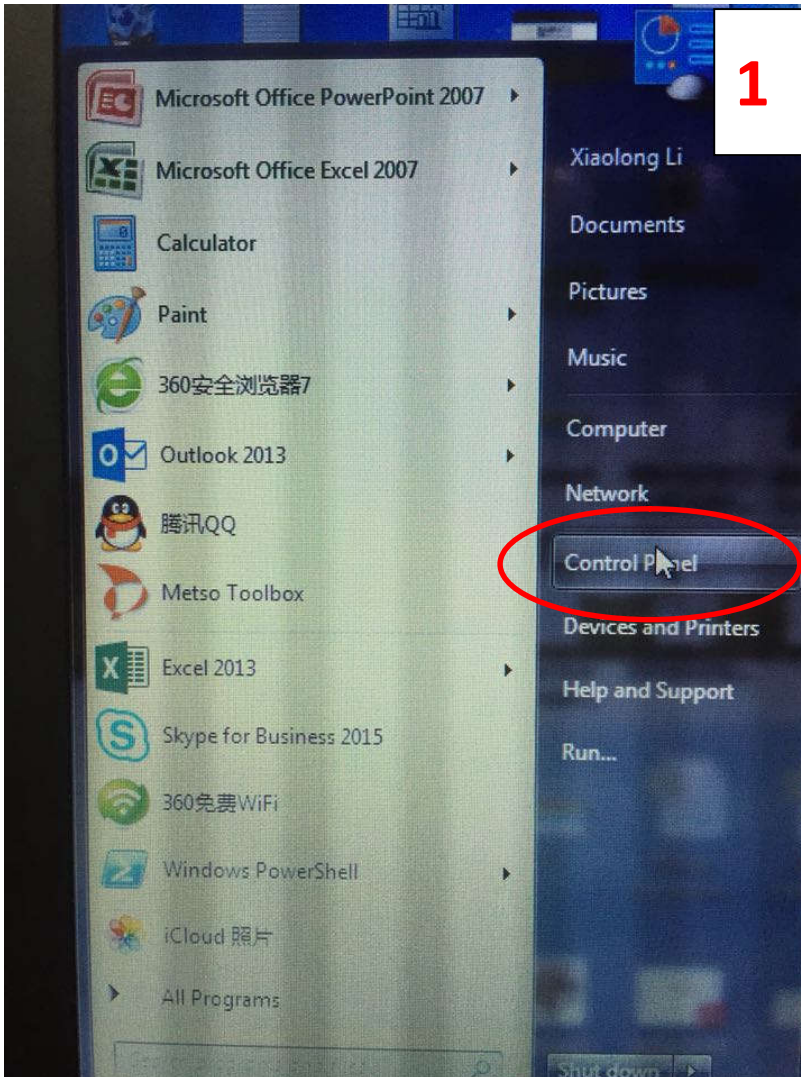 1
Microsoft Office PowerPoint 2007
Microsoft Office Excel 2007
Calculator
Paint
360安全浏览器7
Outlook 2013
腾讯QQ
Metso Toolbox
Excel 2013
Skype for Business 2015
360免费WiFi
Windows PowerShell
iCloud 照片
All Programs
Xiaolong Li
Documents
Pictures
Music
Computer
Network
Control Panel
Devices and Printers
Help and Support
Run...
Shut down